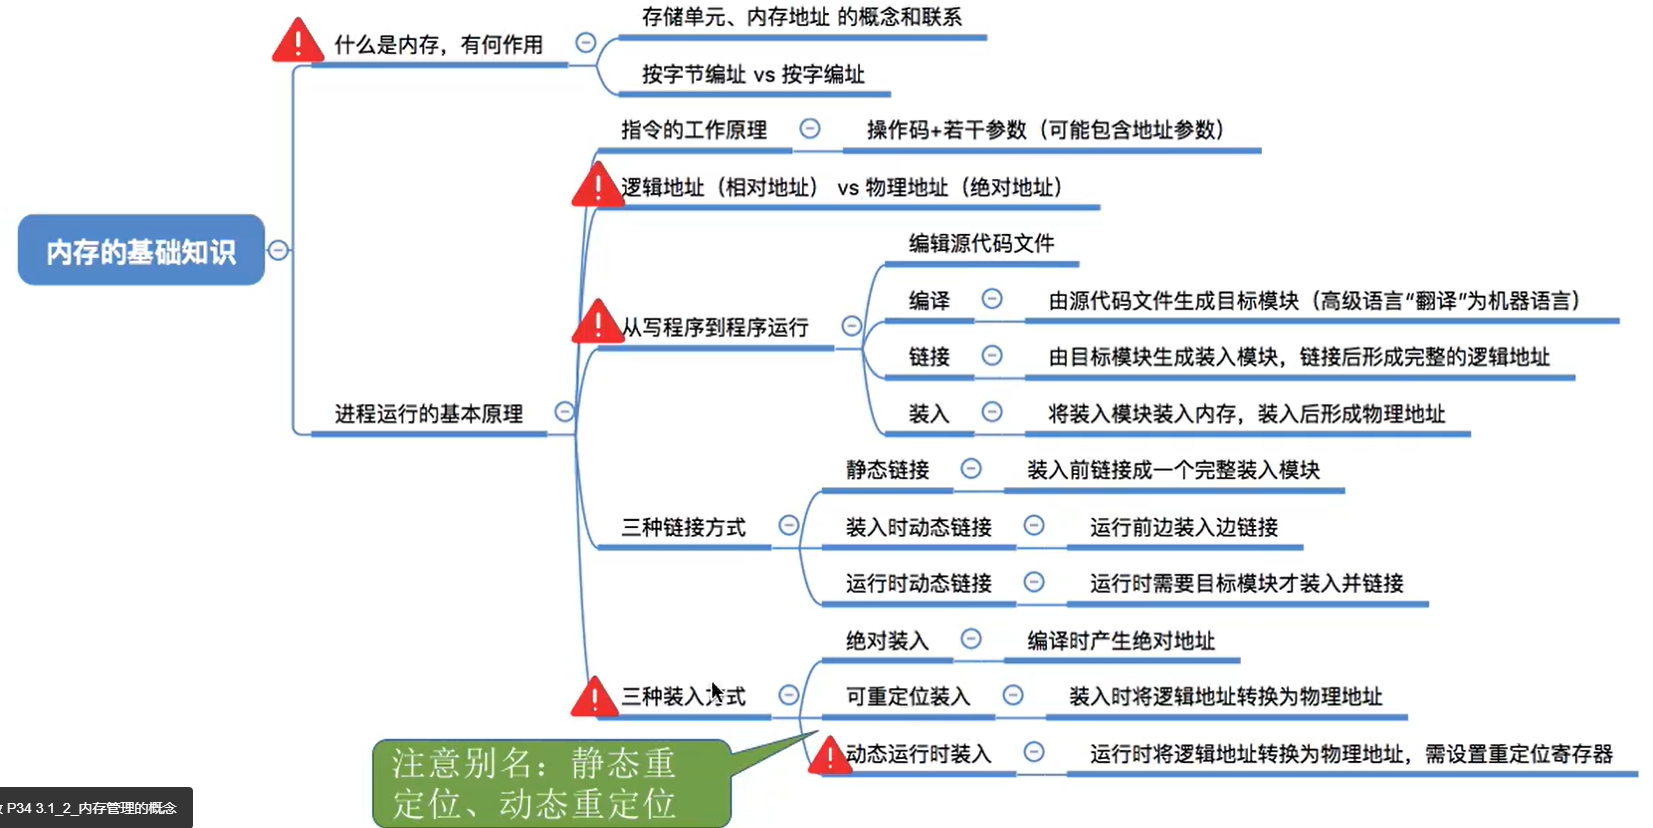 内存的基础知识
什么是内存，有何作用
存储单元、内存地址 的概念和联系
按字节编址 vs 按字编址
进程运行的基本原理
指令的工作原理
操作码+若干参数（可能包含地址参数）
逻辑地址（相对地址） vs 物理地址（绝对地址）
从写程序到程序运行
编辑源代码文件
编译
由源代码文件生成目标模块（高级语言“翻译”为机器语言）
链接
由目标模块生成装入模块，链接后形成完整的逻辑地址
装入
将装入模块装入内存，装入后形成物理地址
三种链接方式
静态链接
装入前链接成一个完整装入模块
装入时动态链接
运行前边装入边链接
运行时动态链接
运行时需要目标模块才装入并链接
三种装入方式
绝对装入
编译时产生绝对地址
可重定位装入
装入时将逻辑地址转换为物理地址
动态运行时装入
运行时将逻辑地址转换为物理地址，需设置重定位寄存器
注意别名：静态重
定位、动态重定位
P34 3.1_2_内存管理的概念